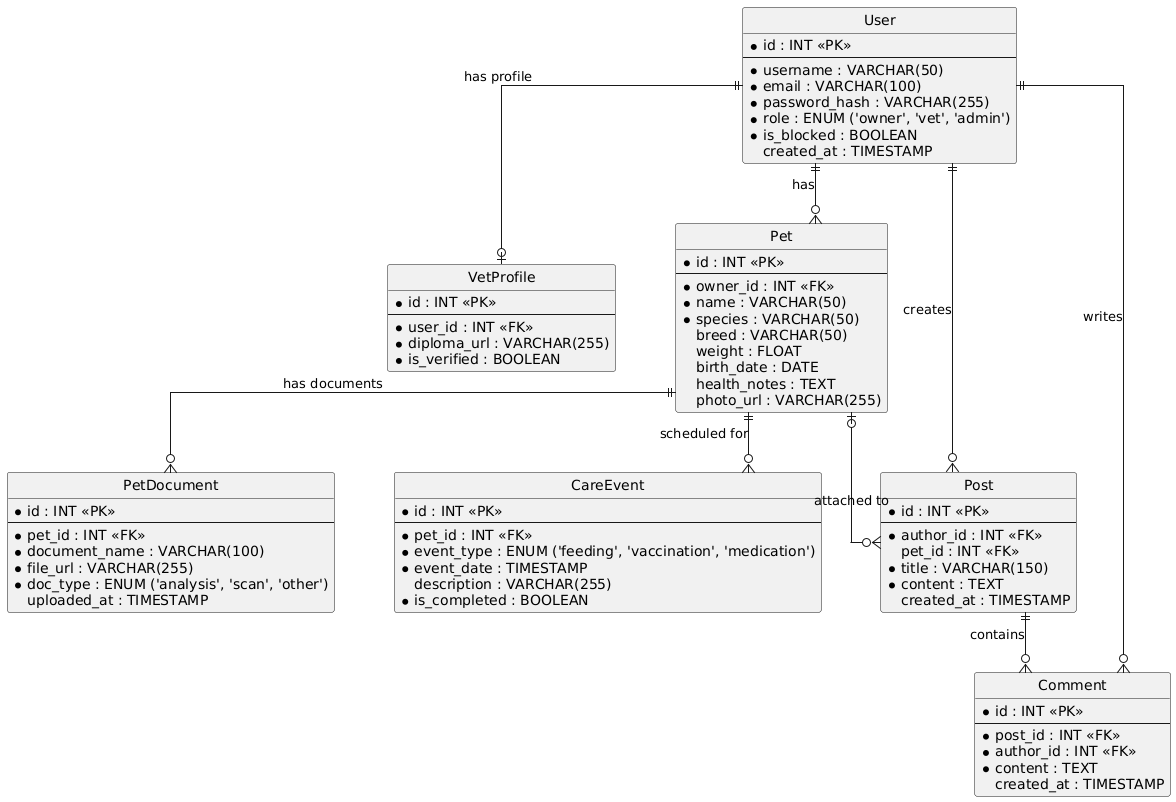 User
id : INT «PK»
username : VARCHAR(50)
email : VARCHAR(100)
password_hash : VARCHAR(255)
role : ENUM ('owner', 'vet', 'admin')
is_blocked : BOOLEAN
created_at : TIMESTAMP
has profile
has
creates
writes
VetProfile
id : INT «PK»
user_id : INT «FK»
diploma_url : VARCHAR(255)
is_verified : BOOLEAN
Pet
id : INT «PK»
owner_id : INT «FK»
name : VARCHAR(50)
species : VARCHAR(50)
breed : VARCHAR(50)
weight : FLOAT
birth_date : DATE
health_notes : TEXT
photo_url : VARCHAR(255)
has documents
scheduled for
attached to
PetDocument
id : INT «PK»
pet_id : INT «FK»
document_name : VARCHAR(100)
file_url : VARCHAR(255)
doc_type : ENUM ('analysis', 'scan', 'other')
uploaded_at : TIMESTAMP
CareEvent
id : INT «PK»
pet_id : INT «FK»
event_type : ENUM ('feeding', 'vaccination', 'medication')
event_date : TIMESTAMP
description : VARCHAR(255)
is_completed : BOOLEAN
Post
id : INT «PK»
author_id : INT «FK»
pet_id : INT «FK»
title : VARCHAR(150)
content : TEXT
created_at : TIMESTAMP
contains
Comment
id : INT «PK»
post_id : INT «FK»
author_id : INT «FK»
content : TEXT
created_at : TIMESTAMP